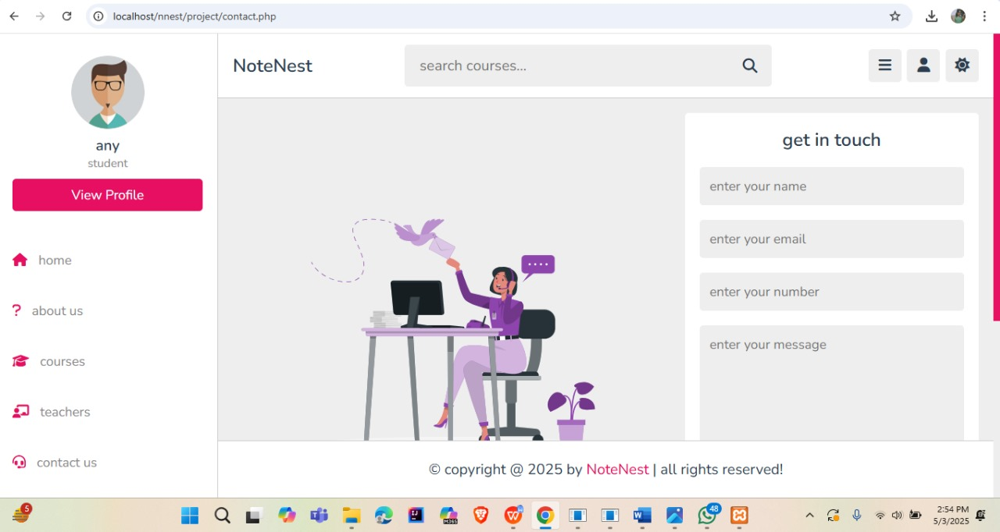 localhost/nnest/project/contact.php
NoteNest
search courses...
any
student
View Profile
home
about us
courses
teachers
contact us
get in touch
enter your name
enter your email
enter your number
enter your message
© copyright @ 2025 by NoteNest | all rights reserved!
5
M365
48
2:54 PM
5/3/2025